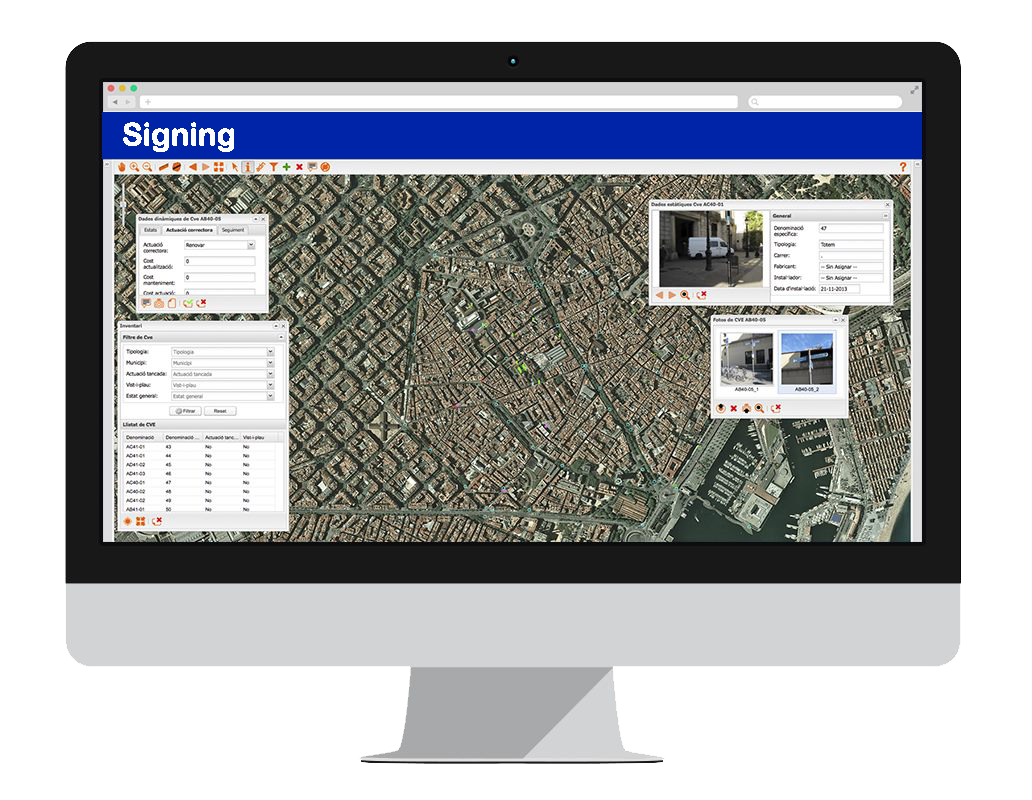 Signing
?
Dades dinàmiques de Cve AB40-05
Estats Actuació correctora Seguiment
Actuació correctora: Renovar
Cost actualització: 0
Cost manteniment: 0
Cost actuació 0
Inventari
Filtre de Cve
Tipologia: Tipologia
Municipi: Municipi
Actuació tancada: Actuació tancada
Vist-i-plau: Vist-i-plau
Estat general: Estat general
Filtrar Reset
Llistat de CVE
Denominació Denominació ... Actuació tanc... Vist-i-plau
AC41-01 43 No No
AD41-01 44 No No
AD41-02 45 No No
AD41-03 46 No No
AC40-01 47 No No
AC40-02 48 No No
AC41-02 49 No No
AB41-01 50 No No
Dades estàtiques Cve AC40-01
General
Denominació específica: 47
Tipologia: Totem
Carrer: .
Fabricant: -- Sin Asignar --
Instal·lador: -- Sin Asignar --
Data d'instal·lació: 21-11-2013
Fotos de CVE AB40-05
AB40-05_1 AB40-05_2